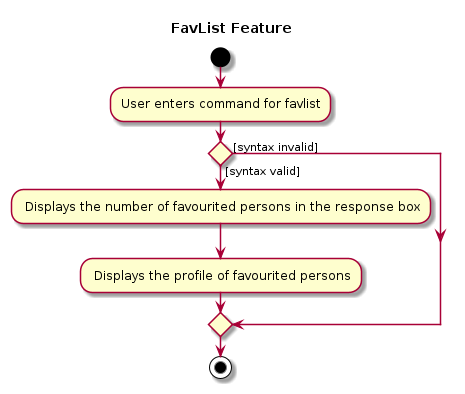 FavList Feature
User enters command for favlist
[syntax invalid]
[syntax valid]
Displays the number of favourited persons in the response box
Displays the profile of favourited persons